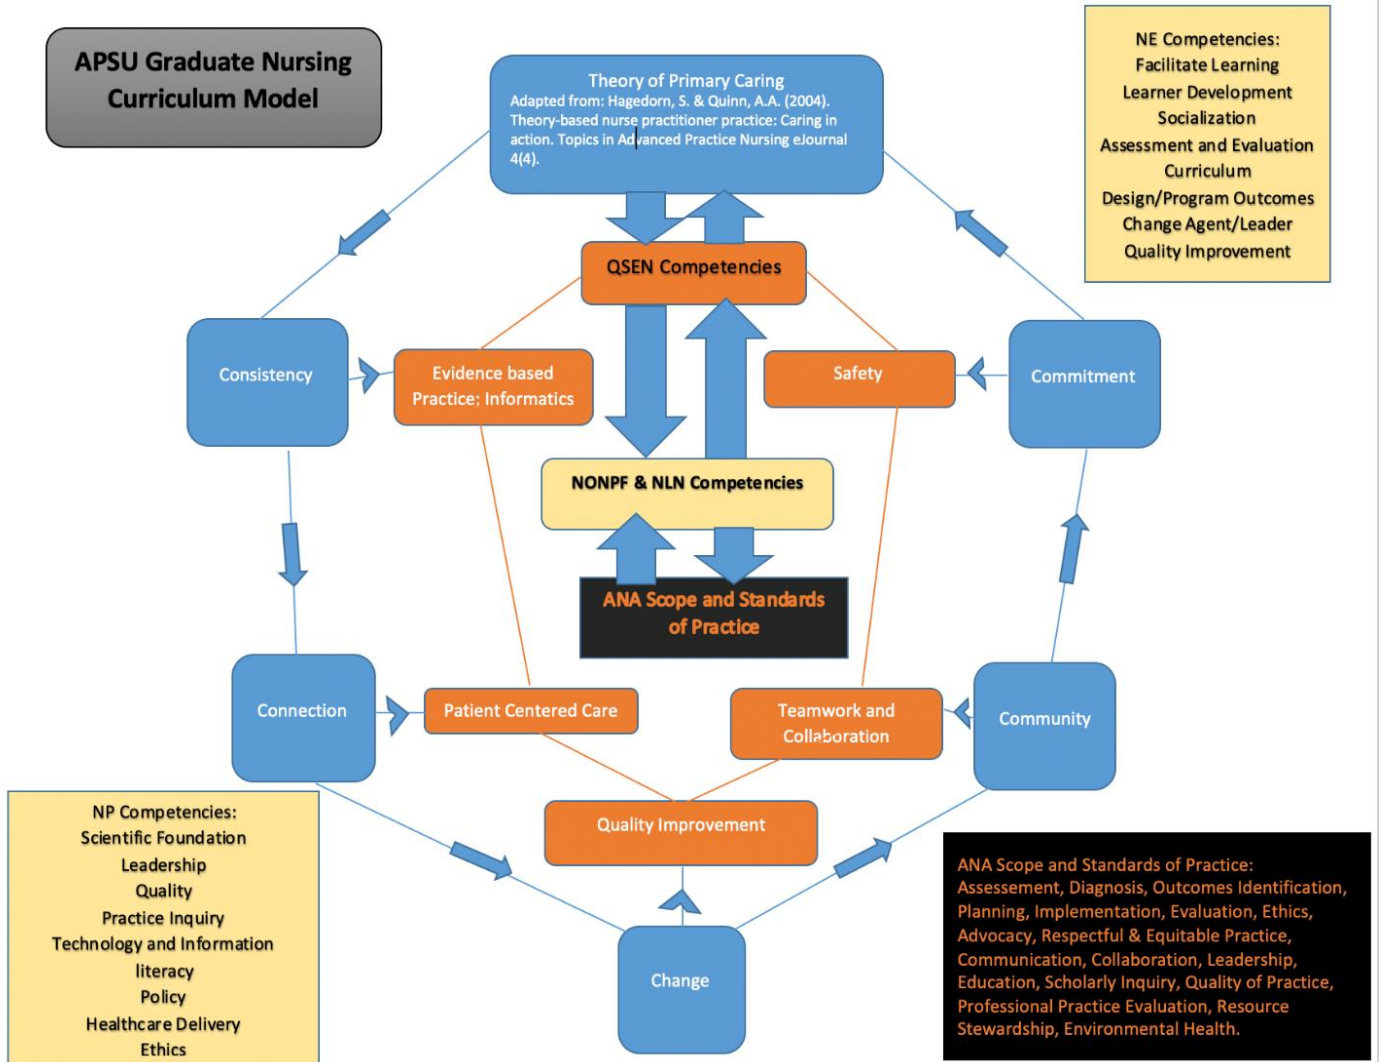 APSU Graduate Nursing
Curriculum Model
Theory of Primary Caring
Adapted from: Hagedorn, S. & Quinn, A.A. (2004).
Theory-based nurse practitioner practice: Caring in
action. Topics in Advanced Practice Nursing eJournal
4(4).
NE Competencies:
Facilitate Learning
Learner Development
Socialization
Assessment and Evaluation
Curriculum
Design/Program Outcomes
Change Agent/Leader
Quality Improvement
QSEN Competencies
Consistency
Evidence based
Practice; Informatics
Safety
Commitment
NONPF & NLN Competencies
ANA Scope and Standards
of Practice
Connection
Patient Centered Care
Teamwork and
Collaboration
Community
Quality Improvement
Change
NP Competencies:
Scientific Foundation
Leadership
Quality
Practice Inquiry
Technology and Information
literacy
Policy
Healthcare Delivery
Ethics
ANA Scope and Standards of Practice:
Assessement, Diagnosis, Outcomes Identification,
Planning, Implementation, Evaluation, Ethics,
Advocacy, Respectful & Equitable Practice,
Communication, Collaboration, Leadership,
Education, Scholarly Inquiry, Quality of Practice,
Professional Practice Evaluation, Resource
Stewardship, Environmental Health.